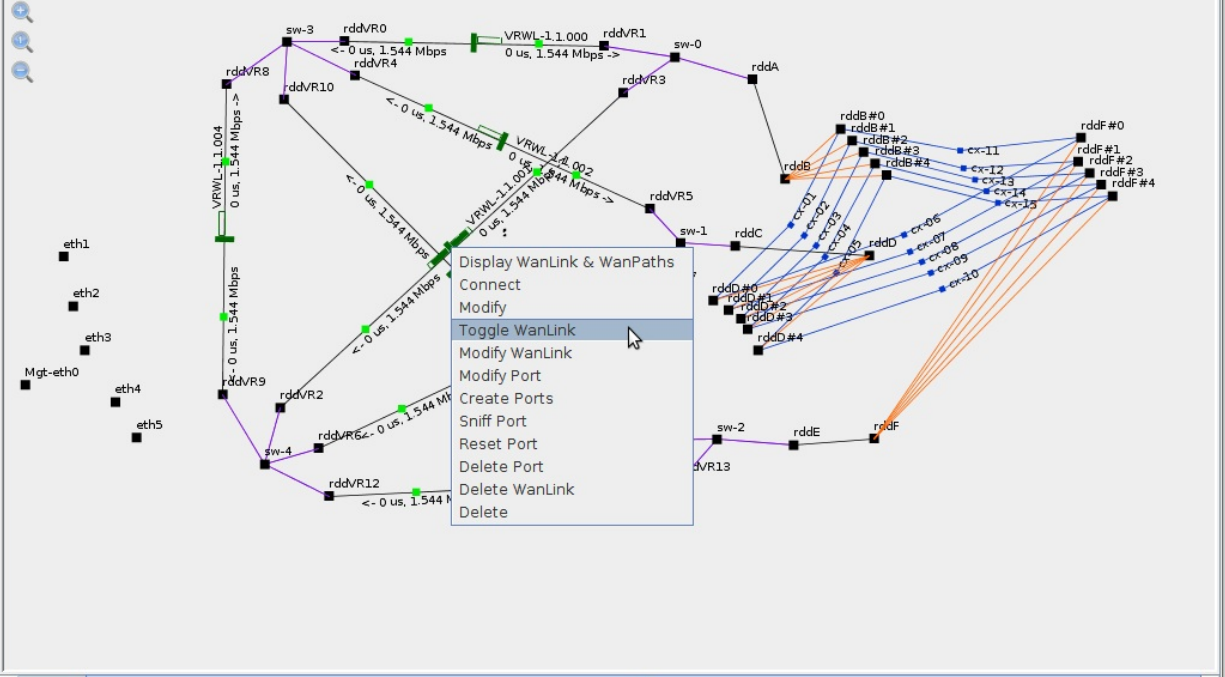 sw-3
rddVR0
VRWL-1.1.000
rddVR1
<- 0 us, 1.544 Mbps
0 us, 1.544 Mbps ->
sw-0
rddVR4
rddVR8
rddVR10
rddVR3
rddA
<- 0 us, 1.544 Mbps
VRWL-1.1.002
VRWL-1.1.004
0 us, 1.544 Mbps ->
rddB#0
rddB#1
rddB#2
rddB#3
rddB#4
rddB
cx-11
cx-12
cx-13
cx-14
cx-15
rddF#0
rddF#1
rddF#2
rddF#3
rddF#4
<- 0 us, 1.544 Mbps
0 us, 1.544 Mbps
rddVR5
cx-01
cx-02
cx-03
cx-04
cx-05
cx-06
cx-07
cx-08
cx-09
cx-10
sw-1
rddC
rddD
eth1
eth2
eth3
Mgt-eth0
eth4
eth5
<- 0 us, 1.544 Mbps
<- 0 us, 1.544 Mbps
rddD#0
rddD#1
rddD#2
rddD#3
rddD#4
Display WanLink & WanPaths
Connect
Modify
Toggle WanLink
Modify WanLink
Modify Port
Create Ports
Sniff Port
Reset Port
Delete Port
Delete WanLink
Delete
rddVR9
rddVR2
rddVR6
<- 0 us, 1.544
sw-4
rddVR12
<- 0 us, 1.544
sw-2
rddE
rddF
VR13